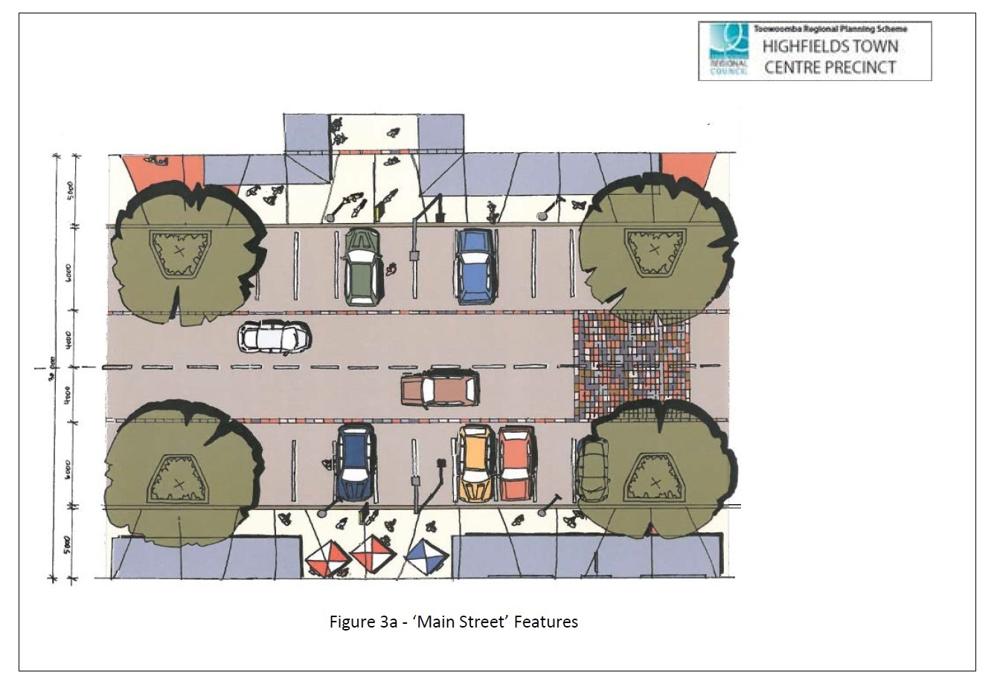 Toowoomba Regional Planning Scheme
HIGHFIELDS TOWN
CENTRE PRECINCT
REGIONAL
COUNCIL
5000
6000
4000
4000
6000
5000
Figure 3a - ‘Main Street’ Features